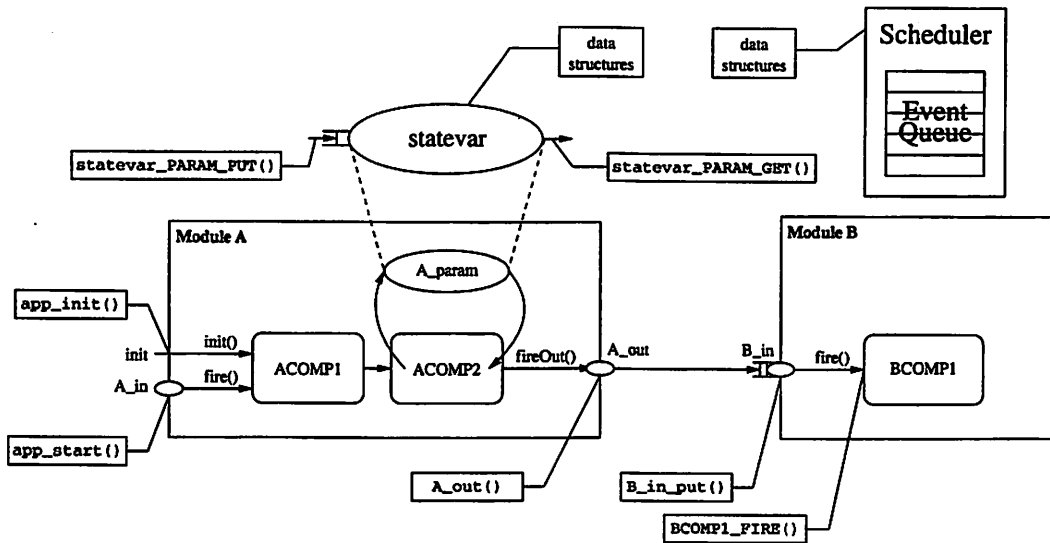 data
structures
data
structures
Scheduler
Event
Queue
statevar
statevar_PARAM_PUT()
statevar_PARAM_GET()
Module A
Module B
A_param
app_init()
init
init()
ACOMP1
ACOMP2
fireOut()
A_out
B_in
fire()
BCOMP1
A_in
fire()
app_start()
A_out()
B_in_put()
BCOMP1_FIRE()